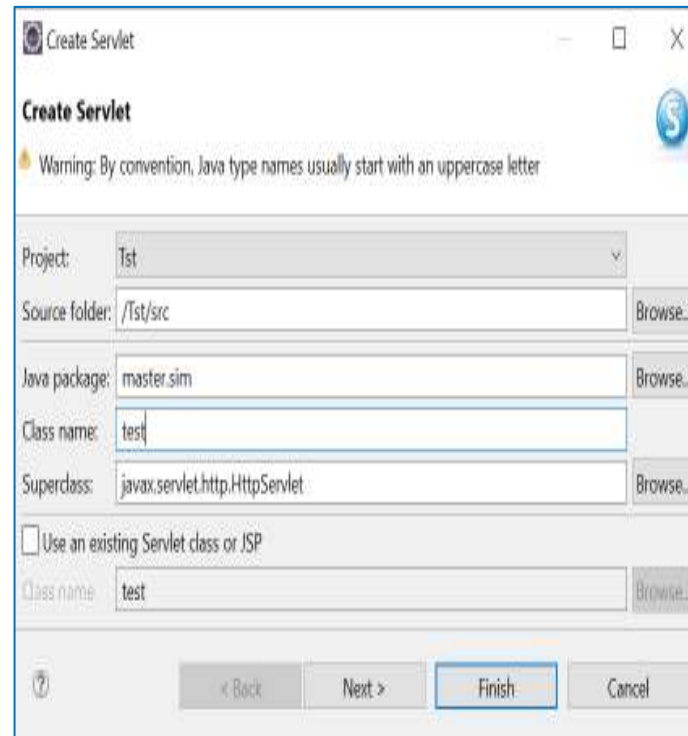 Create Servlet
Create Servlet
Warning: By convention, Java type names usually start with an uppercase letter
Project: Tst
Source folder: /Tst/src Browse...
Java package: master.sim Browse...
Class name: test
Superclass: javax.servlet.http.HttpServlet Browse...
Use an existing Servlet class or JSP
Class name test Browse...
? < Back Next > Finish Cancel